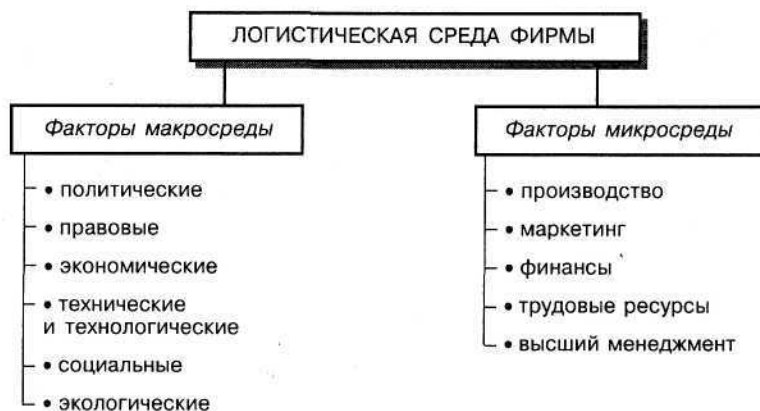 ЛОГИСТИЧЕСКАЯ СРЕДА ФИРМЫ
Факторы макросреды
• политические
• правовые
• экономические
• технические
и технологические
• социальные
• экологические
Факторы микросреды
• производство
• маркетинг
• финансы
• трудовые ресурсы
• высший менеджмент